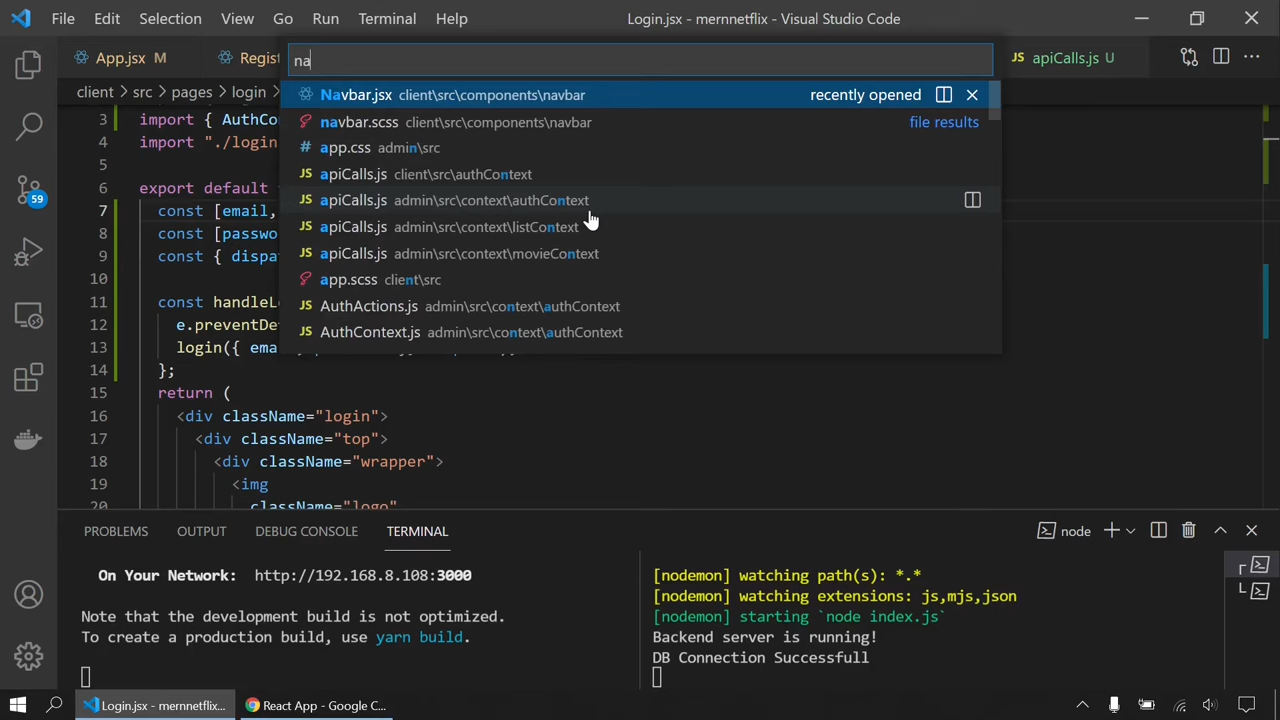 File Edit Selection View Go Run Terminal Help Login.jsx - mernnetflix - Visual Studio Code
App.jsx M Regist apiCalls.js U
na
client > src > pages > login >
Navbar.jsx client\src\components\navbar recently opened
navbar.scss client\src\components\navbar file results
app.css admin\src
apiCalls.js client\src\authContext
apiCalls.js admin\src\context\authContext
apiCalls.js admin\src\context\listContext
apiCalls.js admin\src\context\movieContext
app.scss client\src
AuthActions.js admin\src\context\authContext
AuthContext.js admin\src\context\authContext
3 import { AuthCo
4 import "./login
5
6 export default
7 const [email,
8 const [passwo
9 const { dispa
10
11 const handleL
12 e.preventDe
13 login({ ema
14 };
15 return (
16 <div className="login">
17 <div className="top">
18 <div className="wrapper">
19 <img
20 className="logo"
59
PROBLEMS OUTPUT DEBUG CONSOLE TERMINAL node
On Your Network: http://192.168.8.108:3000
Note that the development build is not optimized.
To create a production build, use yarn build.
[nodemon] watching path(s): *.*
[nodemon] watching extensions: js,mjs,json
[nodemon] starting `node index.js`
Backend server is running!
DB Connection Successfull
Login.jsx - mernnetflix... React App - Google C...